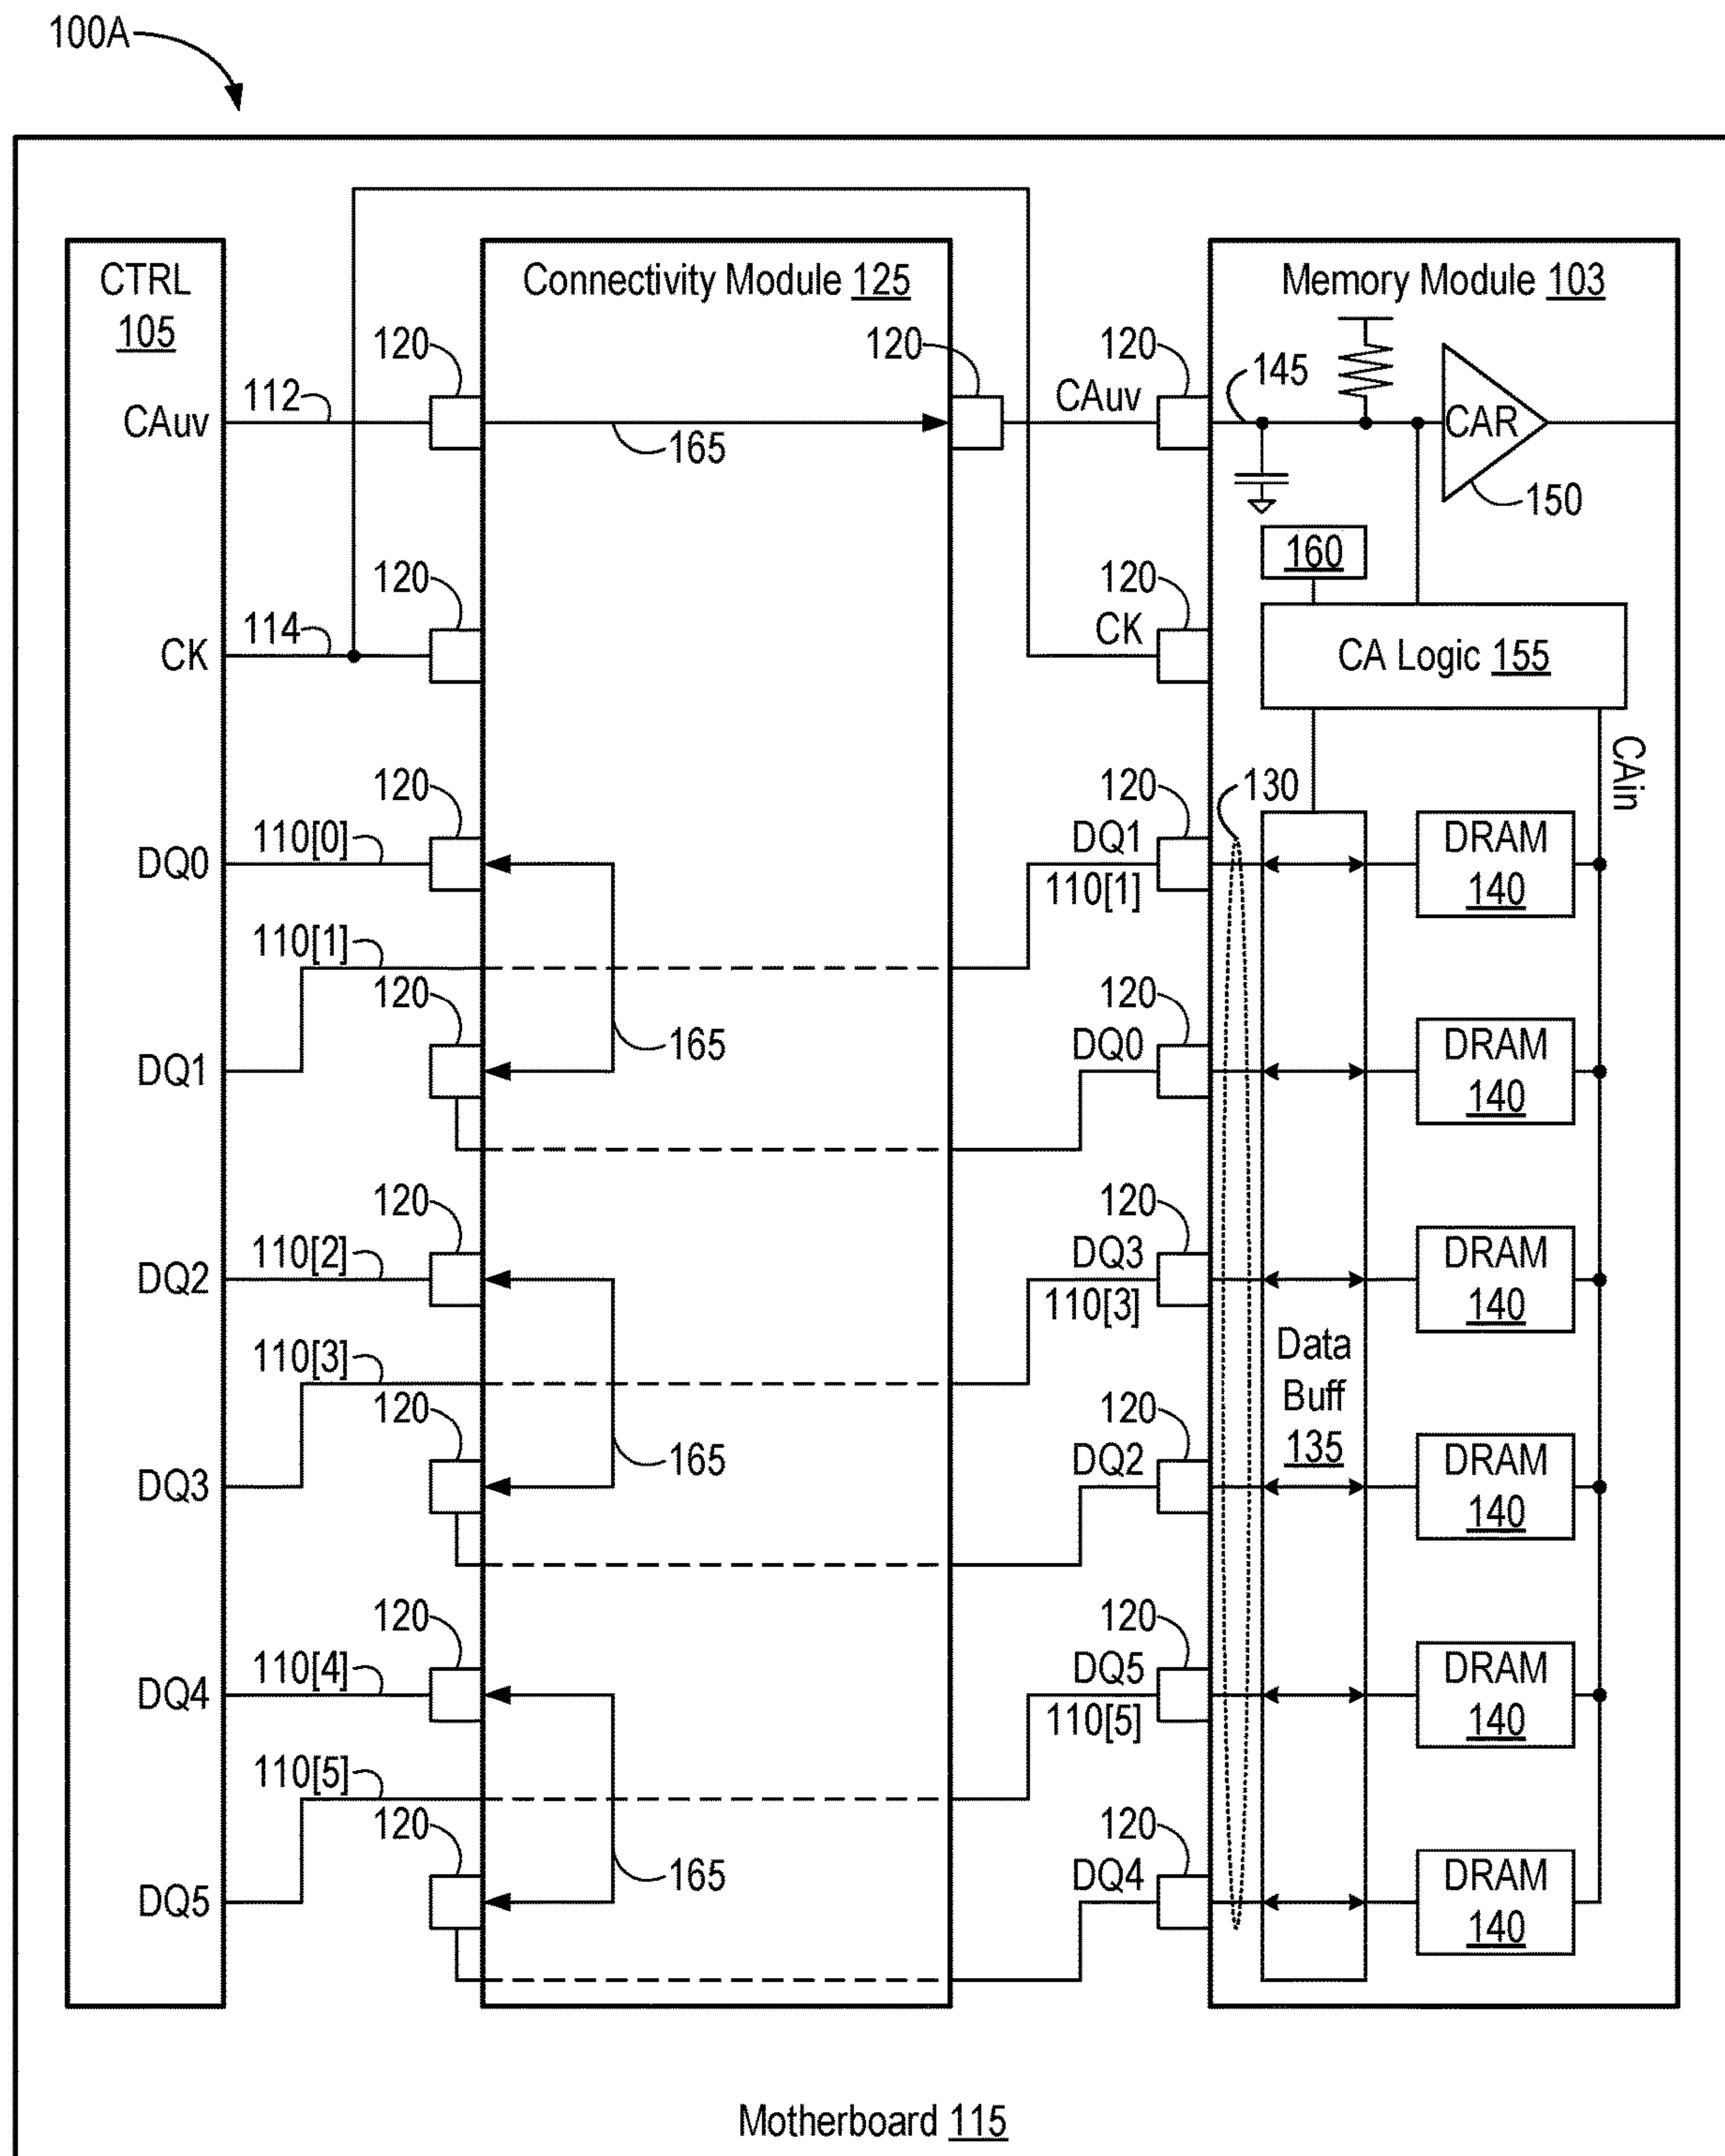 100A
CTRL
105
Connectivity Module 125
Memory Module 103
120
120
120
145
CAuv
112
165
CAuv
CAR
150
160
120
120
CK
114
CK
CA Logic 155
CAin
120
130
120
DQ0
110[0]
DQ1
110[1]
DRAM
140
110[1]
120
120
DQ1
165
DQ0
DRAM
140
120
120
DQ2
110[2]
DQ3
110[3]
DRAM
140
110[3]
Data
Buff
135
120
120
DQ3
165
DQ2
DRAM
140
120
120
DQ4
110[4]
DQ5
110[5]
DRAM
140
110[5]
120
120
DQ5
165
DQ4
DRAM
140
Motherboard 115